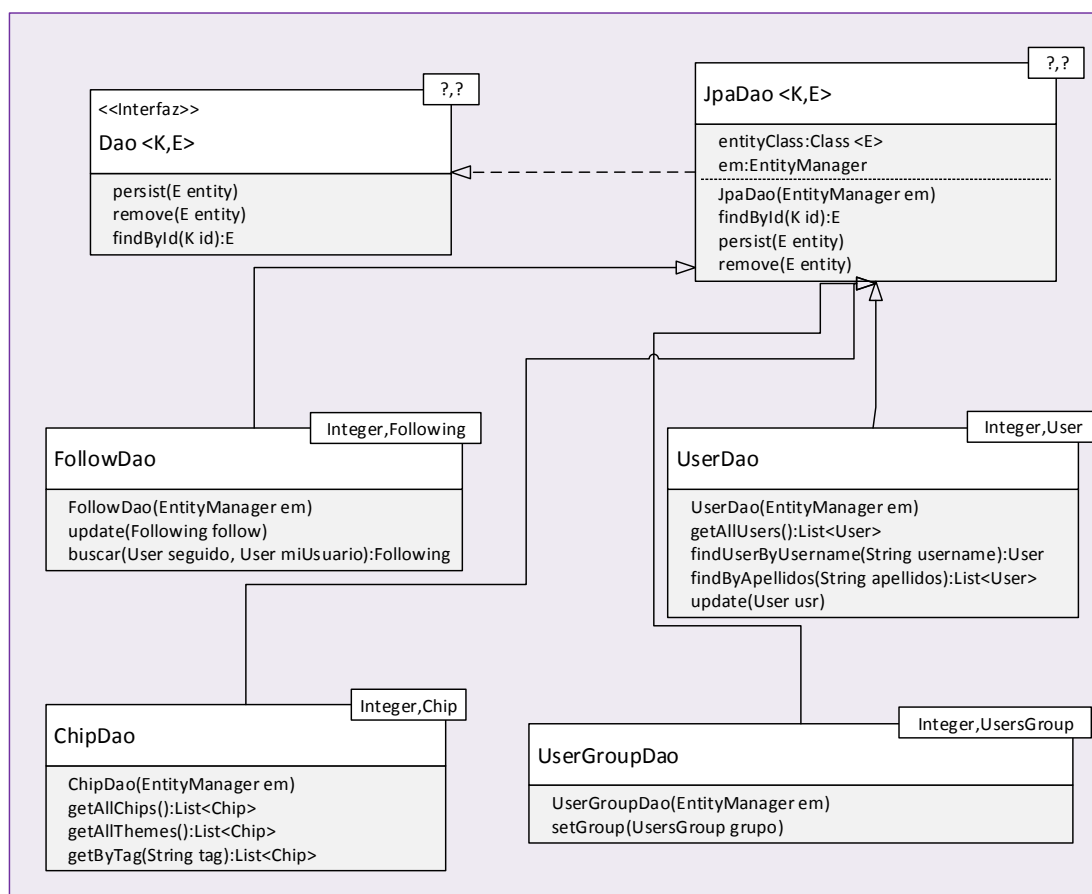 ?,?
<<Interfaz>>
Dao <K,E>
persist(E entity)
remove(E entity)
findById(K id):E
?,?
JpaDao <K,E>
entityClass:Class <E>
em:EntityManager
JpaDao(EntityManager em)
findById(K id):E
persist(E entity)
remove(E entity)
Integer,Following
FollowDao
FollowDao(EntityManager em)
update(Following follow)
buscar(User seguido, User miUsuario):Following
Integer,User
UserDao
UserDao(EntityManager em)
getAllUsers():List<User>
findUserByUsername(String username):User
findByApellidos(String apellidos):List<User>
update(User usr)
Integer,Chip
ChipDao
ChipDao(EntityManager em)
getAllChips():List<Chip>
getAllThemes():List<Chip>
getByTag(String tag):List<Chip>
Integer,UsersGroup
UserGroupDao
UserGroupDao(EntityManager em)
setGroup(UsersGroup grupo)